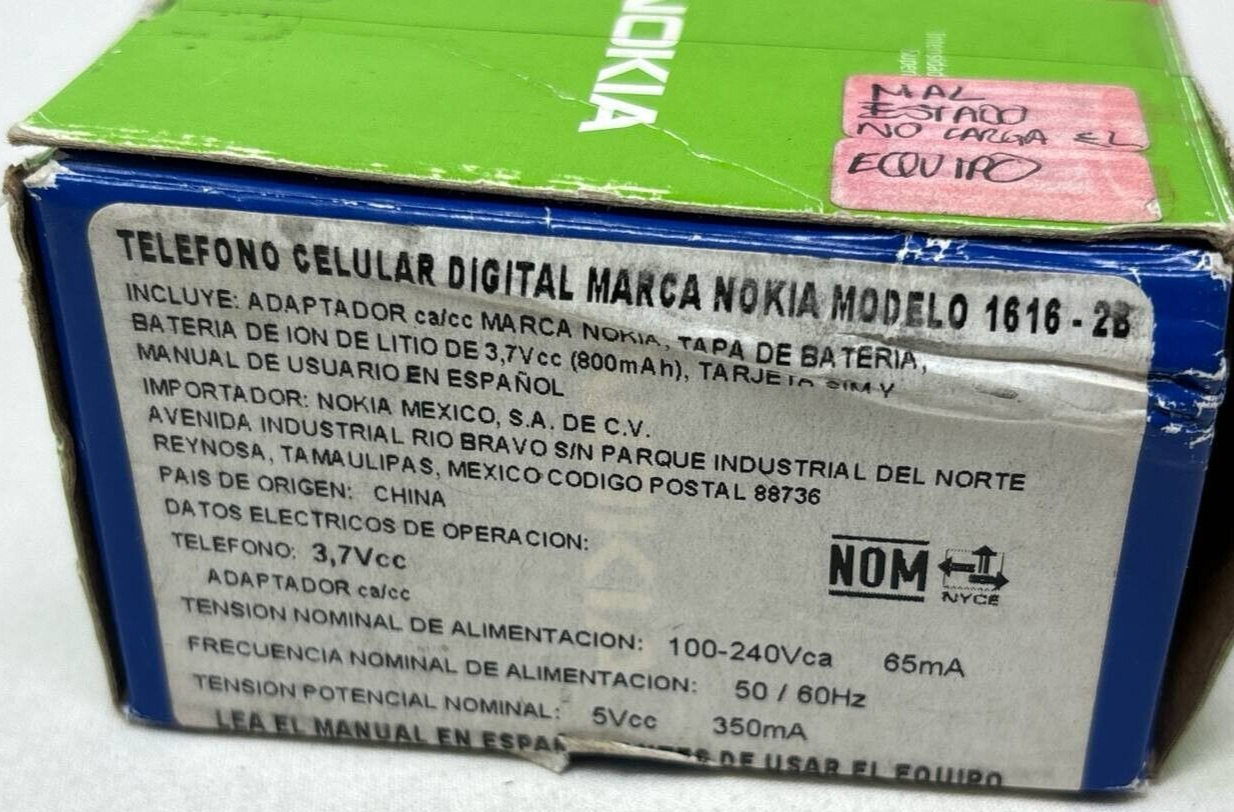 NOKIA
Intensidad
Super
MAL
ESTADO
NO CARGA EL
EQUIPO
TELEFONO CELULAR DIGITAL MARCA NOKIA MODELO 1616 - 2B
INCLUYE: ADAPTADOR ca/cc MARCA NOKIA, TAPA DE BATERIA,
BATERIA DE ION DE LITIO DE 3,7Vcc (800mAh), TARJETA SIM Y
MANUAL DE USUARIO EN ESPAÑOL
IMPORTADOR: NOKIA MEXICO, S.A. DE C.V.
AVENIDA INDUSTRIAL RIO BRAVO S/N PARQUE INDUSTRIAL DEL NORTE
REYNOSA, TAMAULIPAS, MEXICO CODIGO POSTAL 88736
PAIS DE ORIGEN: CHINA
DATOS ELECTRICOS DE OPERACION:
TELEFONO: 3,7Vcc
ADAPTADOR ca/cc
NOM
NYCE
TENSION NOMINAL DE ALIMENTACION: 100-240Vca 65mA
FRECUENCIA NOMINAL DE ALIMENTACION: 50 / 60Hz
TENSION POTENCIAL NOMINAL: 5Vcc 350mA
LEA EL MANUAL EN ESPAÑ DE USAR EL EQUIPO